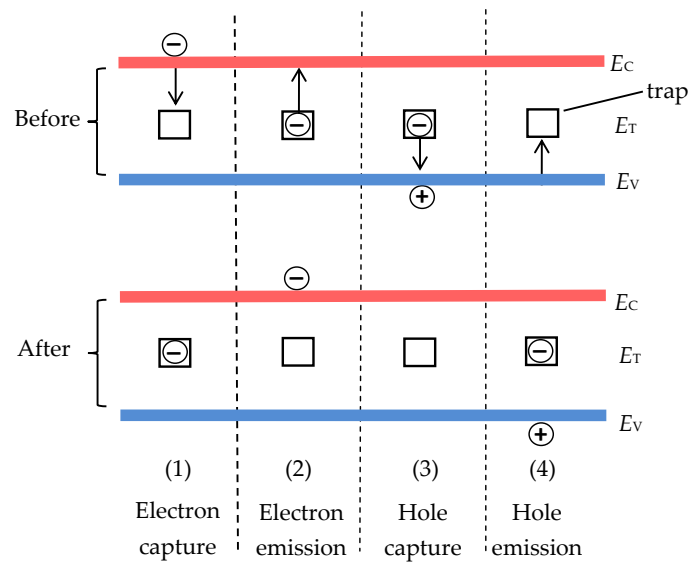 EC
trap
Before
ET
EV
EC
After
ET
EV
(1) (2) (3) (4)
Electron Electron Hole Hole
capture emission capture emission